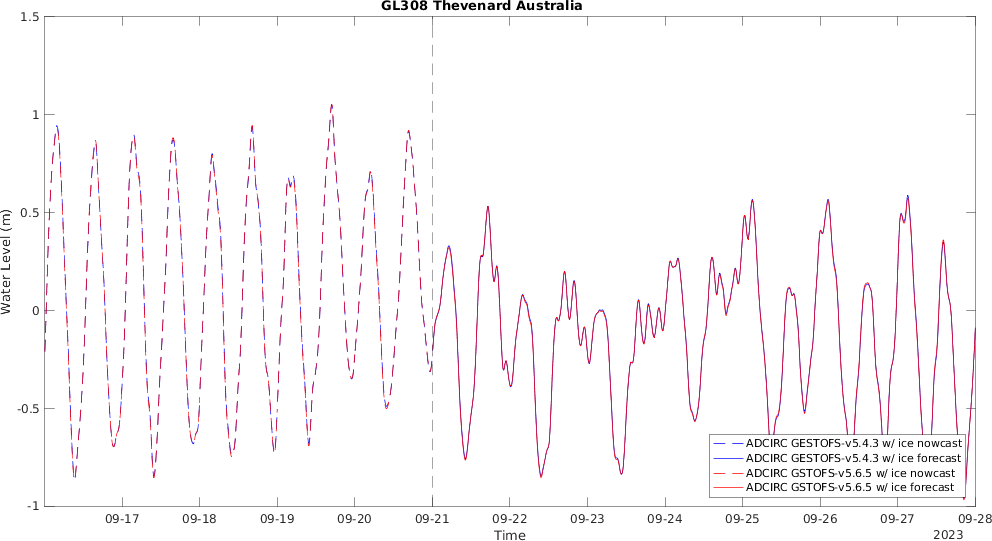 GL308 Thevenard Australia
1.5
1
0.5
0
-0.5
-1
Water Level (m)
09-17 09-18 09-19 09-20 09-21 09-22 09-23 09-24 09-25 09-26 09-27 09-28
Time
2023
ADCIRC GESTOFS-v5.4.3 w/ ice nowcast
ADCIRC GESTOFS-v5.4.3 w/ ice forecast
ADCIRC GSTOFS-v5.6.5 w/ ice nowcast
ADCIRC GSTOFS-v5.6.5 w/ ice forecast